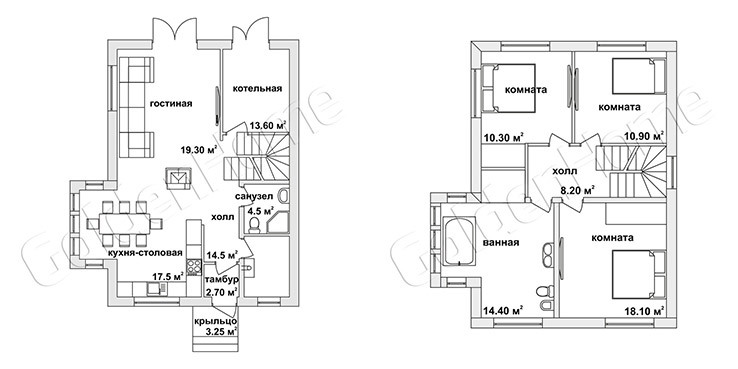 гостиная
19.30 м²
котельная
13.60 м²
санузел
4.5 м²
холл
14.5 м²
кухня-столовая
17.5 м²
тамбур
2.70 м²
крыльцо
3.25 м²
комната
10.30 м²
комната
10.90 м²
холл
8.20 м²
ванная
14.40 м²
комната
18.10 м²
GoldenHome
GoldenHome